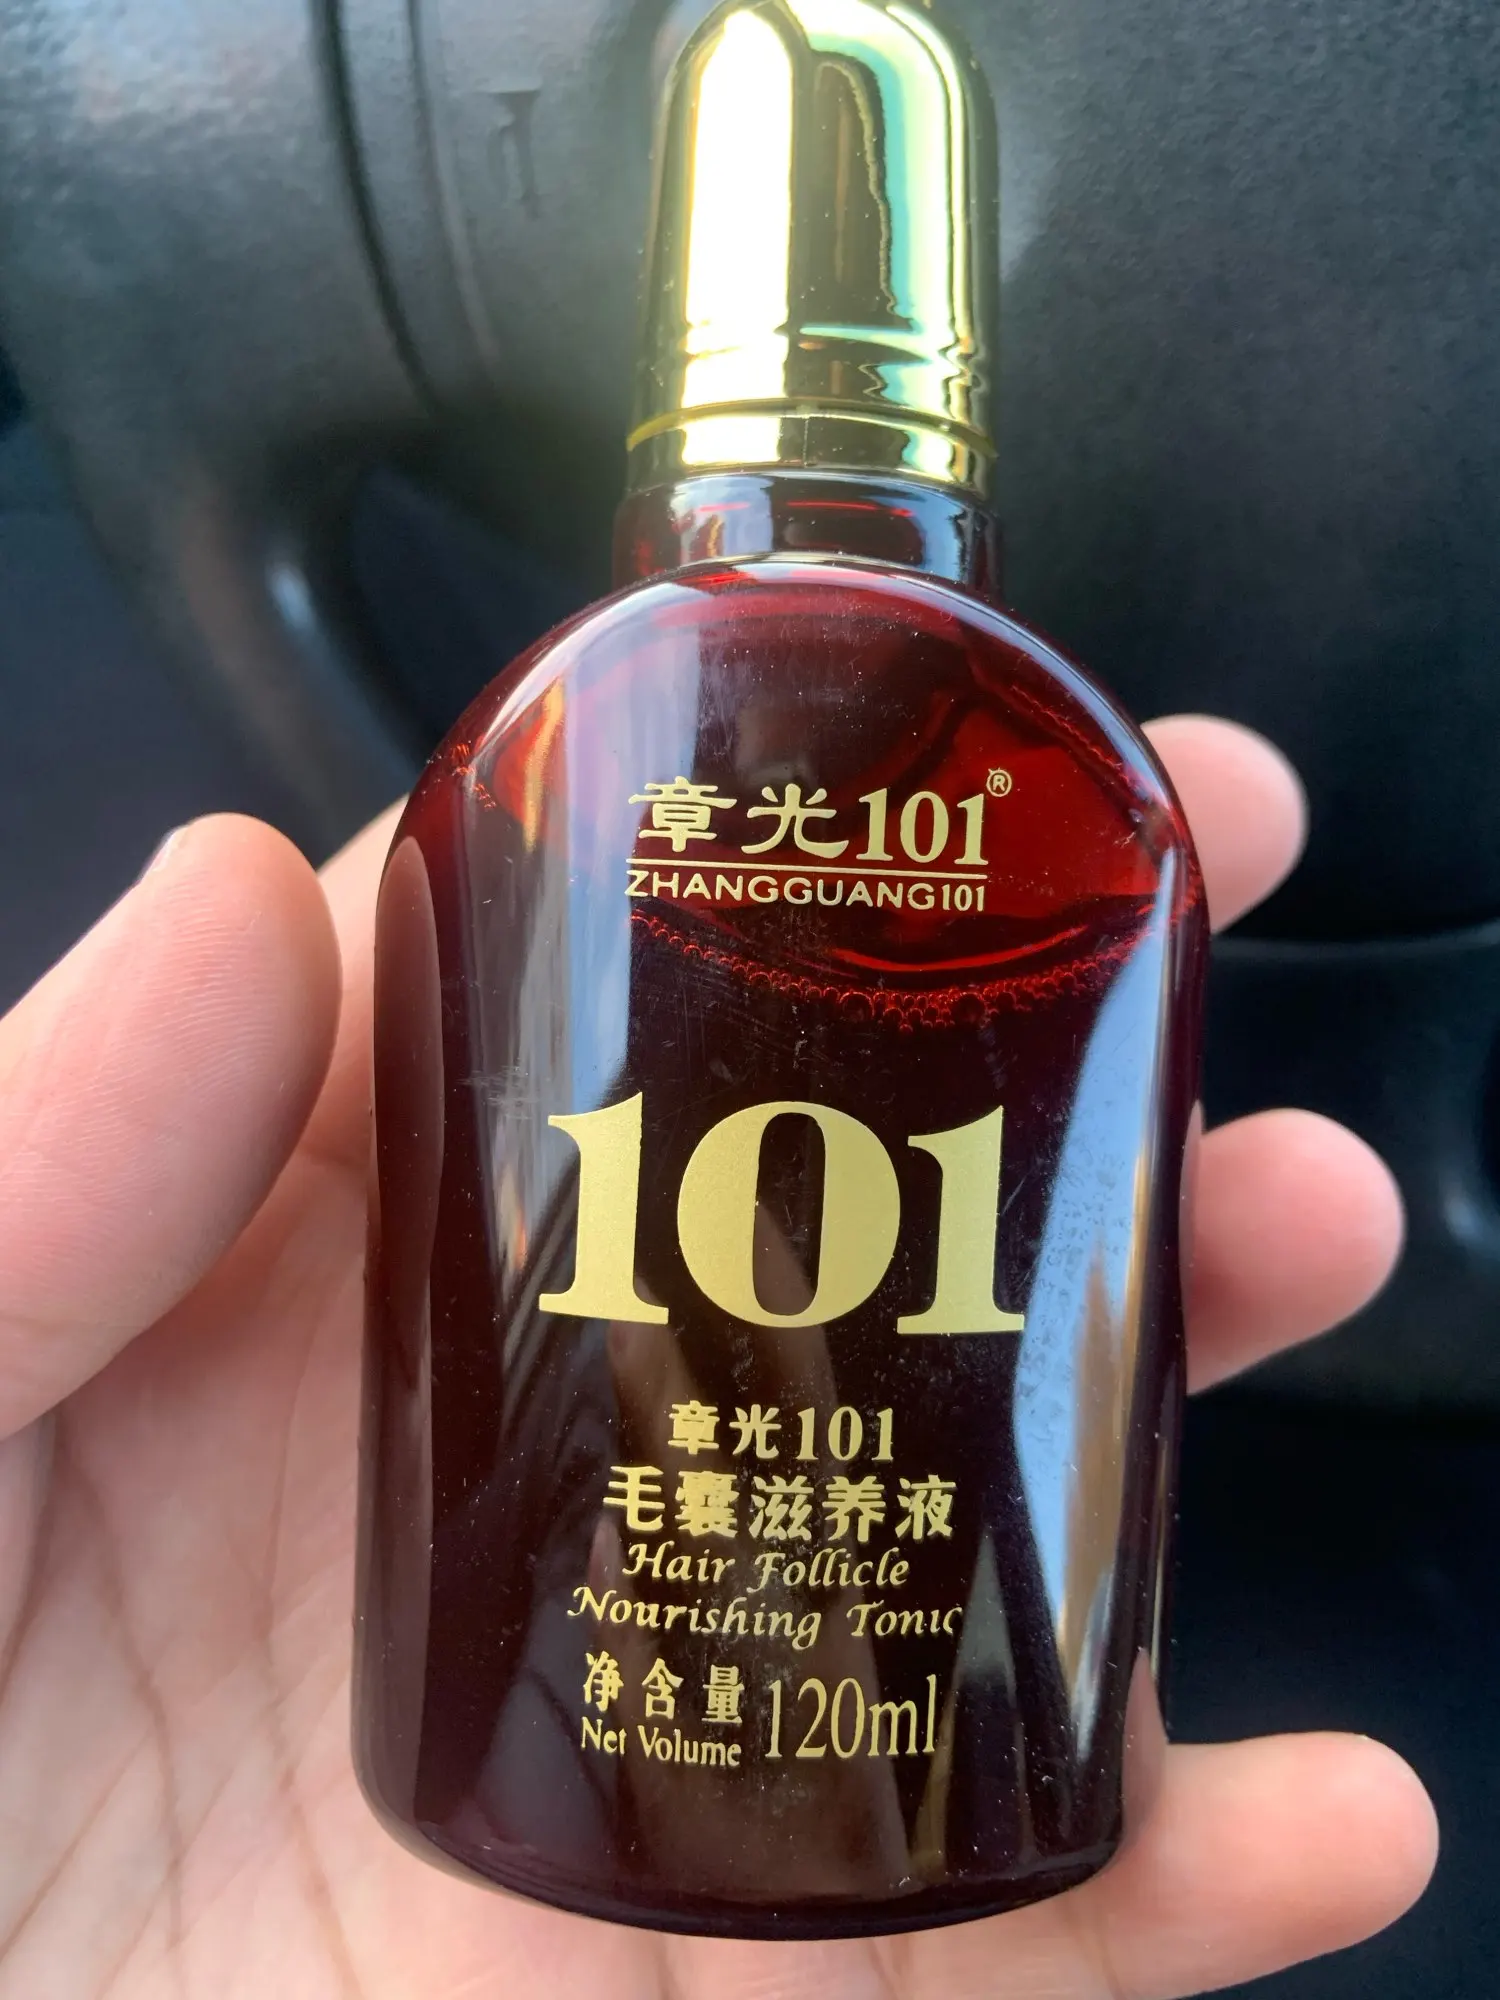 章光101®
ZHANGGUANG101
101
章光101
毛囊滋养液
Hair Follicle
Nourishing Tonic
净含量 120ml
Net Volume